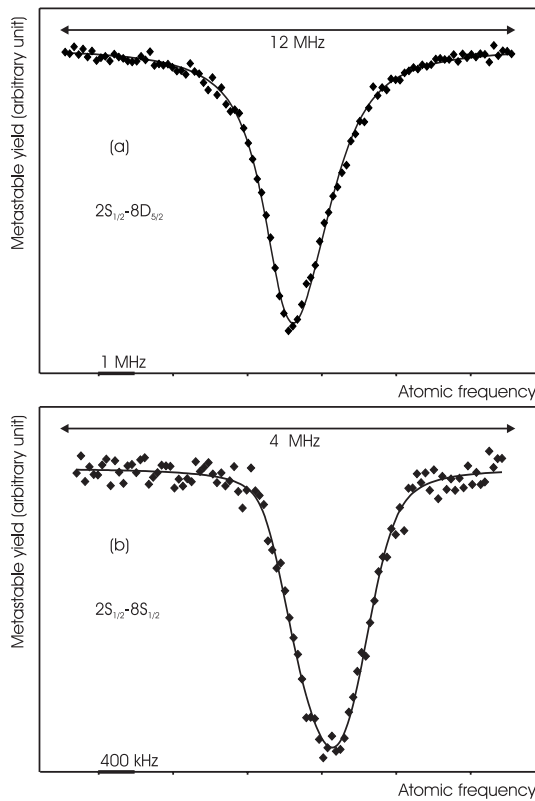 Metastable yield (arbitrary unit)
12 MHz
(a)
2S1/2-8D5/2
1 MHz
Atomic frequency
Metastable yield (arbitrary unit)
4 MHz
(b)
2S1/2-8S1/2
400 kHz
Atomic frequency